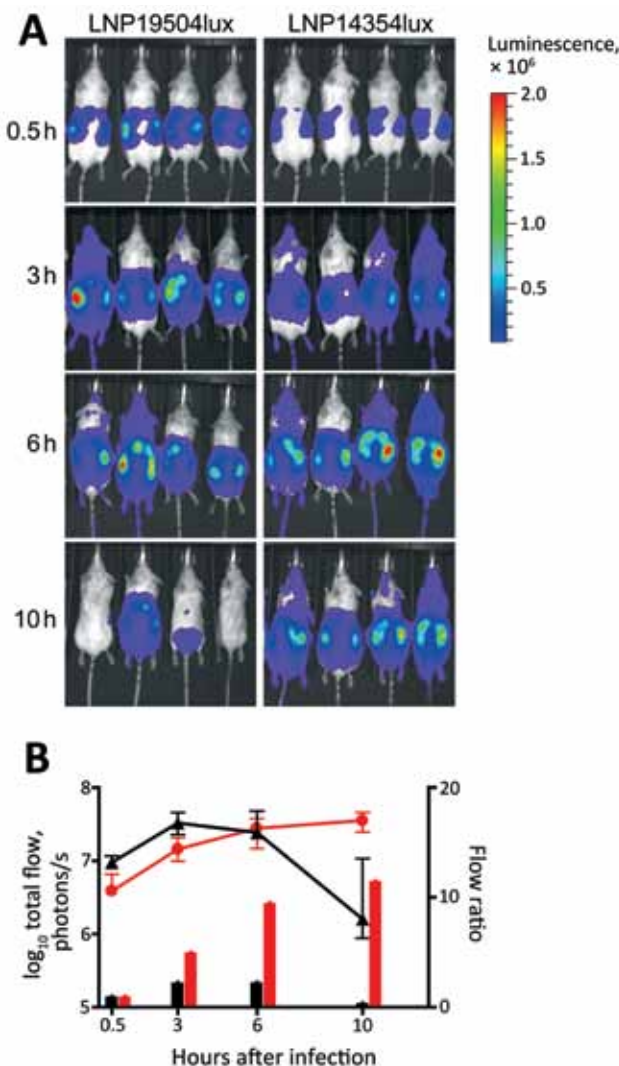 A
LNP19504lux
LNP14354lux
Luminescence,
× 10⁶
0.5h
3h
6h
10h
2.0
1.5
1.0
0.5
B
log₁₀ total flow,
photons/s
8
7
6
5
20
10
0
Flow ratio
0.5
3
6
10
Hours after infection